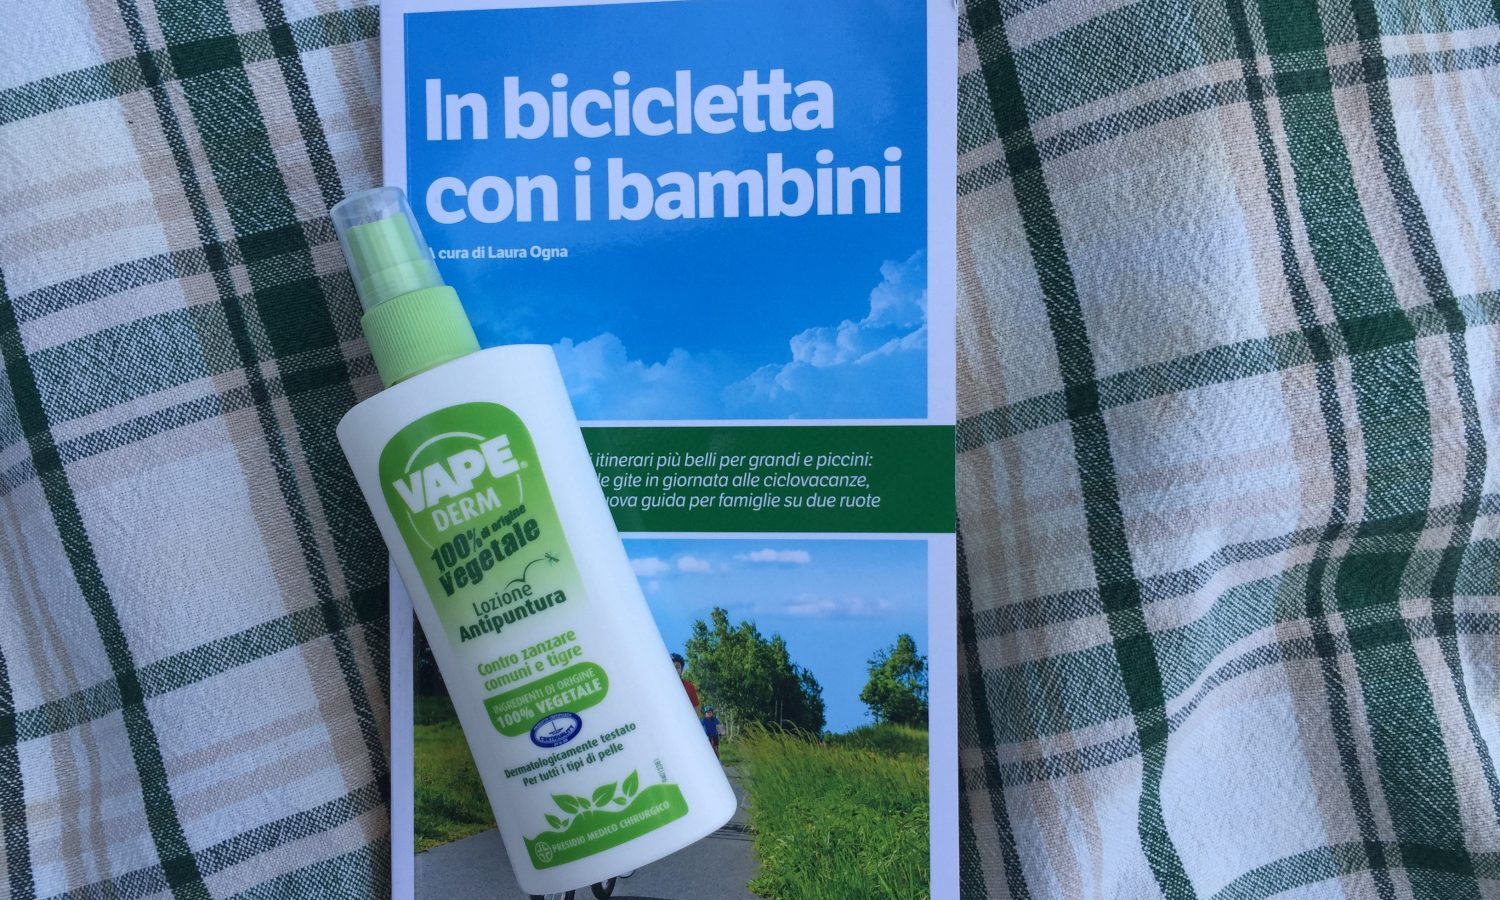 In bicicletta
con i bambini
cura di Laura Ogna
i itinerari più belli per grandi e piccini:
le gite in giornata alle ciclovacanze,
guida per famiglie su due ruote
VAPE®
DERM
100% di origine
Vegetale
Lozione
Antipuntura
Contro zanzare
comuni e tigre
INGREDIENTI DI ORIGINE
100% VEGETALE
CERTIQUALITY
Dermatologicamente testato
Per tutti i tipi di pelle
PRESIDIO MEDICO CHIRURGICO